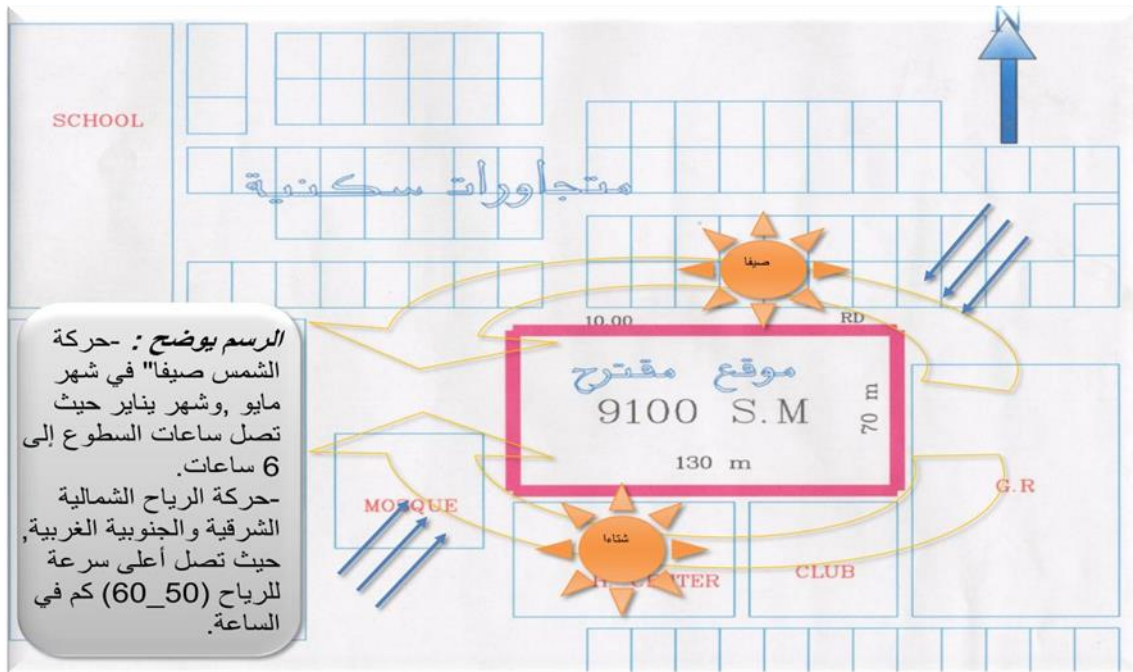 N
SCHOOL
متجاورات سكنية
صيفا
10.00 RD
موقع مقترح
9100 S.M
70 m
130 m
الرسم يوضح : -حركة
الشمس صيفا" في شهر
مايو ,وشهر يناير حيث
تصل ساعات السطوع إلى
6 ساعات.
-حركة الرياح الشمالية
الشرقية والجنوبية الغربية,
حيث تصل أعلى سرعة
للرياح (50_60) كم في
الساعة.
MOSQUE
G.R
شتاءا
CLUB